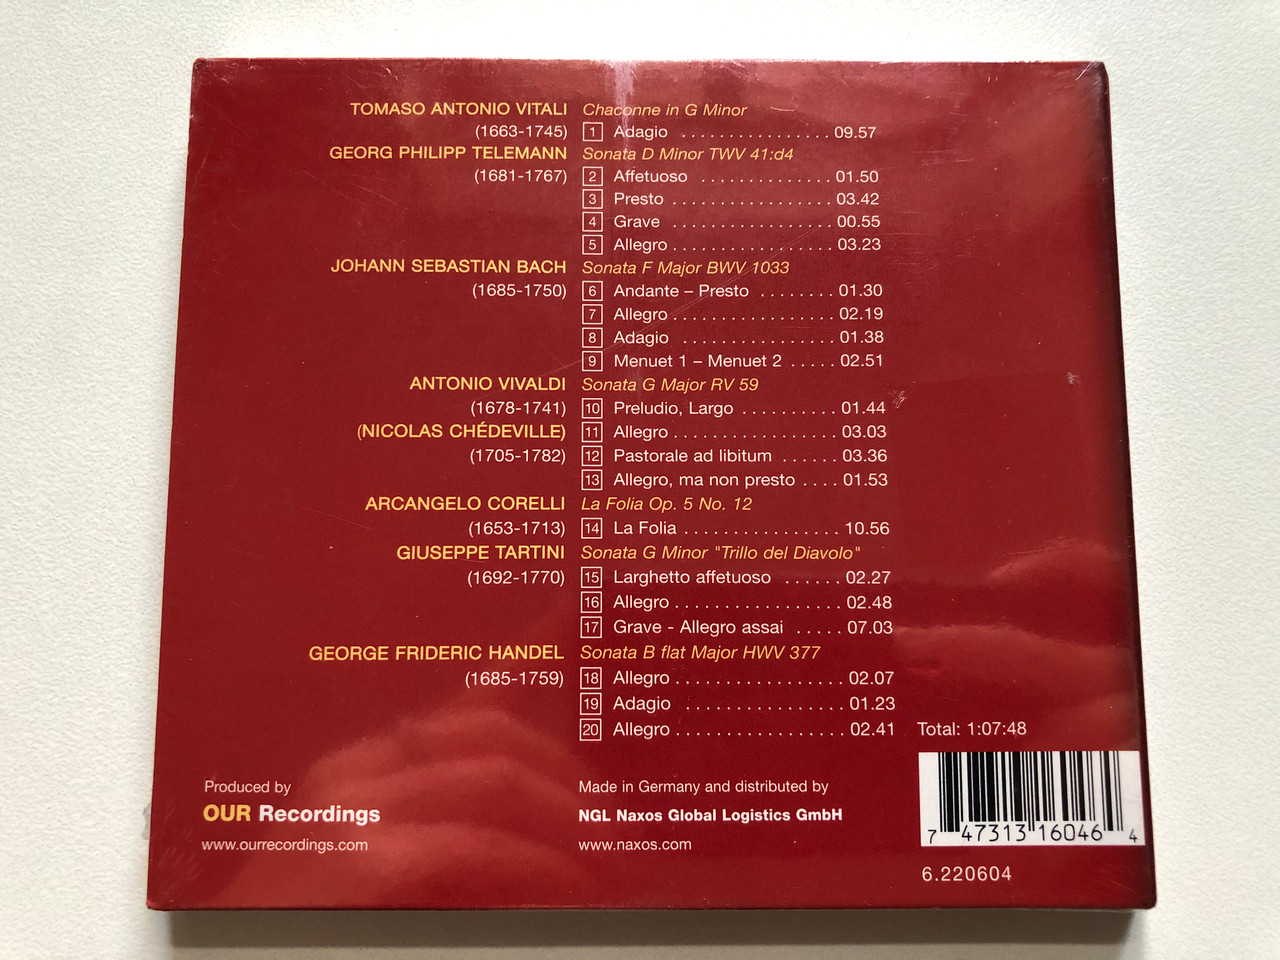 TOMASO ANTONIO VITALI Chaconne in G Minor
(1663-1745) 1 Adagio . . . . . . . . . . . . . . . . 09.57
GEORG PHILIPP TELEMANN Sonata D Minor TWV 41:d4
(1681-1767) 2 Affetuoso . . . . . . . . . . . . . . 01.50
3 Presto . . . . . . . . . . . . . . . . . 03.42
4 Grave . . . . . . . . . . . . . . . . . 00.55
5 Allegro . . . . . . . . . . . . . . . . . 03.23
JOHANN SEBASTIAN BACH Sonata F Major BWV 1033
(1685-1750) 6 Andante – Presto . . . . . . . . 01.30
7 Allegro . . . . . . . . . . . . . . . . . 02.19
8 Adagio . . . . . . . . . . . . . . . . 01.38
9 Menuet 1 – Menuet 2 . . . . . 02.51
ANTONIO VIVALDI Sonata G Major RV 59
(1678-1741) 10 Preludio, Largo . . . . . . . . . . 01.44
(NICOLAS CHÉDEVILLE) 11 Allegro . . . . . . . . . . . . . . . . . 03.03
(1705-1782) 12 Pastorale ad libitum . . . . . . 03.36
13 Allegro, ma non presto . . . . 01.53
ARCANGELO CORELLI La Folia Op. 5 No. 12
(1653-1713) 14 La Folia . . . . . . . . . . . . . . . . 10.56
GIUSEPPE TARTINI Sonata G Minor "Trillo del Diavolo"
(1692-1770) 15 Larghetto affetuoso . . . . . . 02.27
16 Allegro . . . . . . . . . . . . . . . . . 02.48
17 Grave - Allegro assai . . . . . 07.03
GEORGE FRIDERIC HANDEL Sonata B flat Major HWV 377
(1685-1759) 18 Allegro . . . . . . . . . . . . . . . . . 02.07
19 Adagio . . . . . . . . . . . . . . . . 01.23
20 Allegro . . . . . . . . . . . . . . . . . 02.41 Total: 1:07:48
Produced by
OUR Recordings
www.ourrecordings.com
Made in Germany and distributed by
NGL Naxos Global Logistics GmbH
www.naxos.com
7 47313 16046 4
6.220604